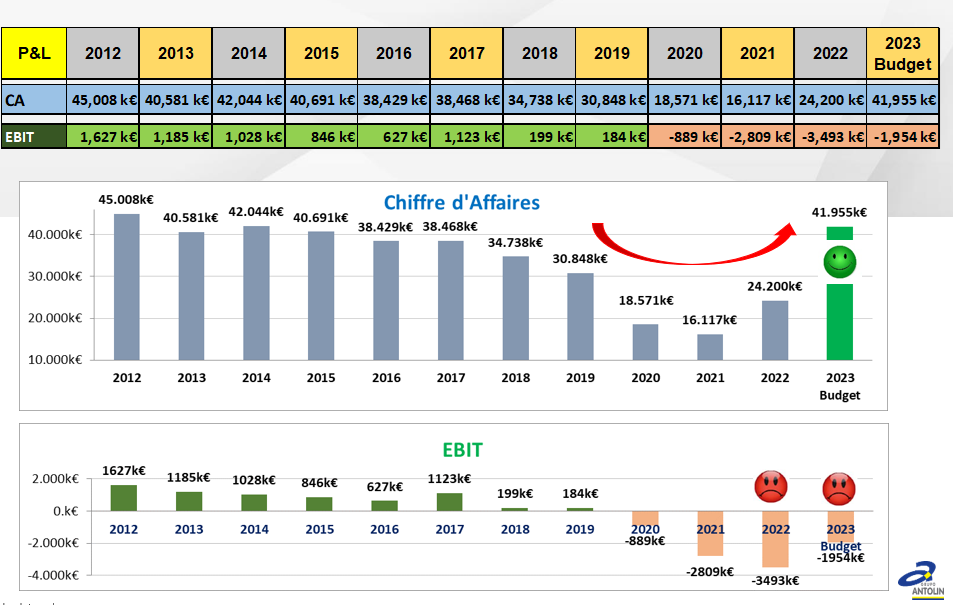 P&L 2012 2013 2014 2015 2016 2017 2018 2019 2020 2021 2022 2023 Budget
CA 45,008 k€ 40,581 k€ 42,044 k€ 40,691 k€ 38,429 k€ 38,468 k€ 34,738 k€ 30,848 k€ 18,571 k€ 16,117 k€ 24,200 k€ 41,955 k€
EBIT 1,627 k€ 1,185 k€ 1,028 k€ 846 k€ 627 k€ 1,123 k€ 199 k€ 184 k€ -889 k€ -2,809 k€ -3,493 k€ -1,954 k€
Chiffre d'Affaires
45.008k€ 40.581k€ 42.044k€ 40.691k€ 38.429k€ 38.468k€ 34.738k€ 30.848k€ 18.571k€ 16.117k€ 24.200k€ 41.955k€
40.000k€
30.000k€
20.000k€
10.000k€
2012 2013 2014 2015 2016 2017 2018 2019 2020 2021 2022 2023
Budget
EBIT
1627k€ 1185k€ 1028k€ 846k€ 627k€ 1123k€ 199k€ 184k€
2.000k€
0.k€
2012 2013 2014 2015 2016 2017 2018 2019 2020 2021 2022 2023
Budget
-889k€ -2809k€ -3493k€ -1954k€
-2.000k€
-4.000k€
GRUPO
ANTOLIN